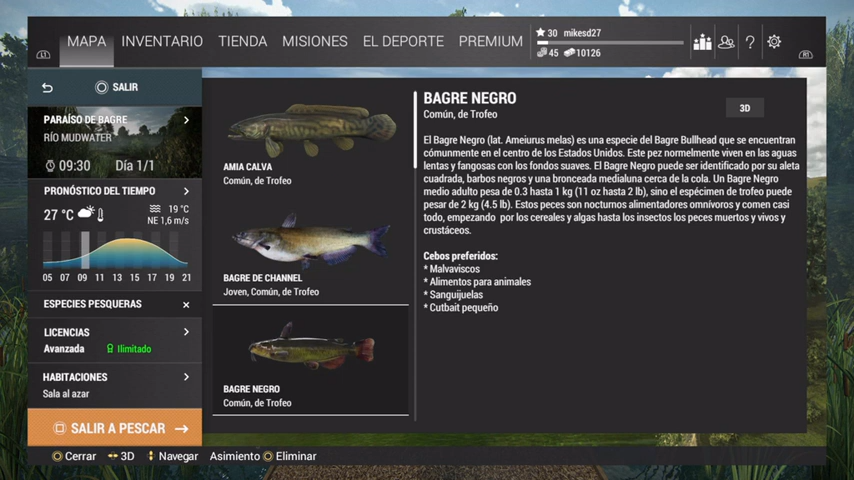 MAPA INVENTARIO TIENDA MISIONES EL DEPORTE PREMIUM
30 mikesd27
45 10126
L1
R1
SALIR
PARAÍSO DE BAGRE
RÍO MUDWATER
09:30 Día 1/1
PRONÓSTICO DEL TIEMPO
27 °C
19 °C
NE 1,6 m/s
05 07 09 11 13 15 17 19 21
ESPECIES PESQUERAS
LICENCIAS
Avanzada Ilimitado
HABITACIONES
Sala al azar
SALIR A PESCAR
AMIA CALVA
Común, de Trofeo
BAGRE DE CHANNEL
Joven, Común, de Trofeo
BAGRE NEGRO
Común, de Trofeo
BAGRE NEGRO
Común, de Trofeo
3D
El Bagre Negro (lat. Ameiurus melas) es una especie del Bagre Bullhead que se encuentran
cómunmente en el centro de los Estados Unidos. Este pez normalmente viven en las aguas
lentas y fangosas con los fondos suaves. El Bagre Negro puede ser identificado por su aleta
cuadrada, barbos negros y una bronceada medialuna cerca de la cola. Un Bagre Negro
medio adulto pesa de 0.3 hasta 1 kg (11 oz hasta 2 lb), sino el espécimen de trofeo puede
pesar de 2 kg (4.5 lb). Estos peces son nocturnos alimentadores omnívoros y comen casi
todo, empezando por los cereales y algas hasta los insectos los peces muertos y vivos y
crustáceos.
Cebos preferidos:
* Malvaviscos
* Alimentos para animales
* Sanguijuelas
* Cutbait pequeño
Cerrar 3D Navegar Asimiento Eliminar